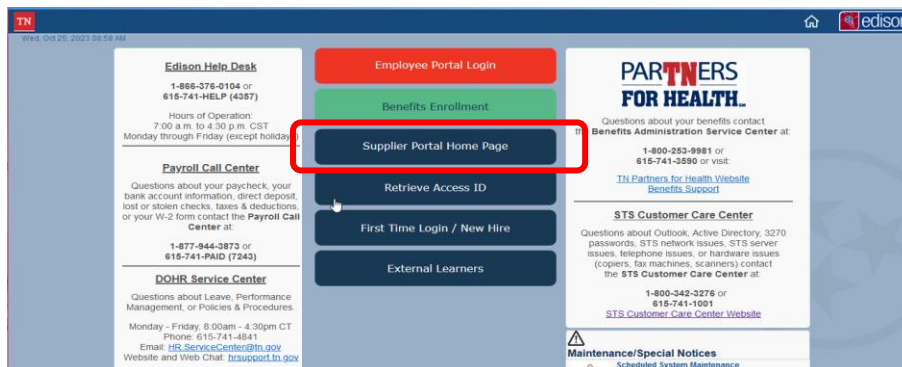 TN
edison
Wed, Oct 25, 2023 08:58 AM
Edison Help Desk
1-866-376-0104 or
615-741-HELP (4357)
Hours of Operation:
7:00 a.m. to 4:30 p.m. CST
Monday through Friday (except holidays)
Payroll Call Center
Questions about your paycheck, your
bank account information, direct deposit,
lost or stolen checks, taxes & deductions,
or your W-2 form contact the Payroll Call
Center at:
1-877-944-3873 or
615-741-PAID (7243)
DOHR Service Center
Questions about Leave, Performance
Management, or Policies & Procedures.
Monday - Friday, 8:00am - 4:30pm CT
Phone: 615-741-4841
Email: HR.ServiceCenter@tn.gov
Website and Web Chat: hrsupport.tn.gov
Employee Portal Login
Benefits Enrollment
Supplier Portal Home Page
Retrieve Access ID
First Time Login / New Hire
External Learners
PARTNERS
FOR HEALTH
Questions about your benefits contact
the Benefits Administration Service Center at:
1-800-253-9981 or
615-741-3590 or visit:
TN Partners for Health Website
Benefits Support
STS Customer Care Center
Questions about Outlook, Active Directory, 3270
passwords, STS network issues, STS server
issues, telephone issues, or hardware issues
(copiers, fax machines, scanners) contact
the STS Customer Care Center at:
1-800-342-3276 or
615-741-1001
STS Customer Care Center Website
Maintenance/Special Notices
Scheduled System Maintenance